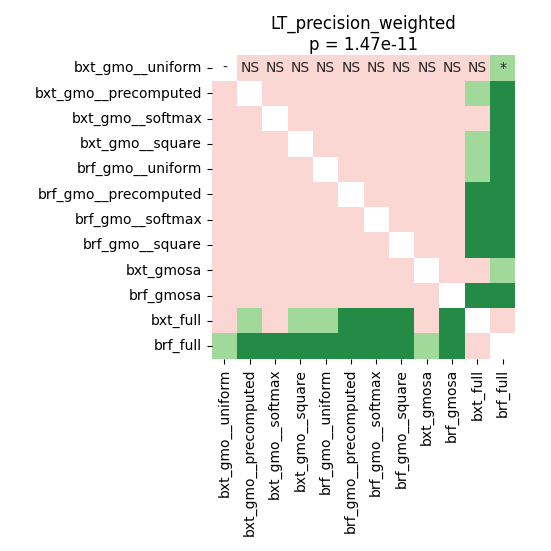 LT_precision_weighted
p = 1.47e-11
bxt_gmo__uniform - NS NS NS NS NS NS NS NS NS NS *
bxt_gmo__precomputed
bxt_gmo__softmax
bxt_gmo__square
brf_gmo__uniform
brf_gmo__precomputed
brf_gmo__softmax
brf_gmo__square
bxt_gmosa
brf_gmosa
bxt_full
brf_full
bxt_gmo__uniform
bxt_gmo__precomputed
bxt_gmo__softmax
bxt_gmo__square
brf_gmo__uniform
brf_gmo__precomputed
brf_gmo__softmax
brf_gmo__square
bxt_gmosa
brf_gmosa
bxt_full
brf_full